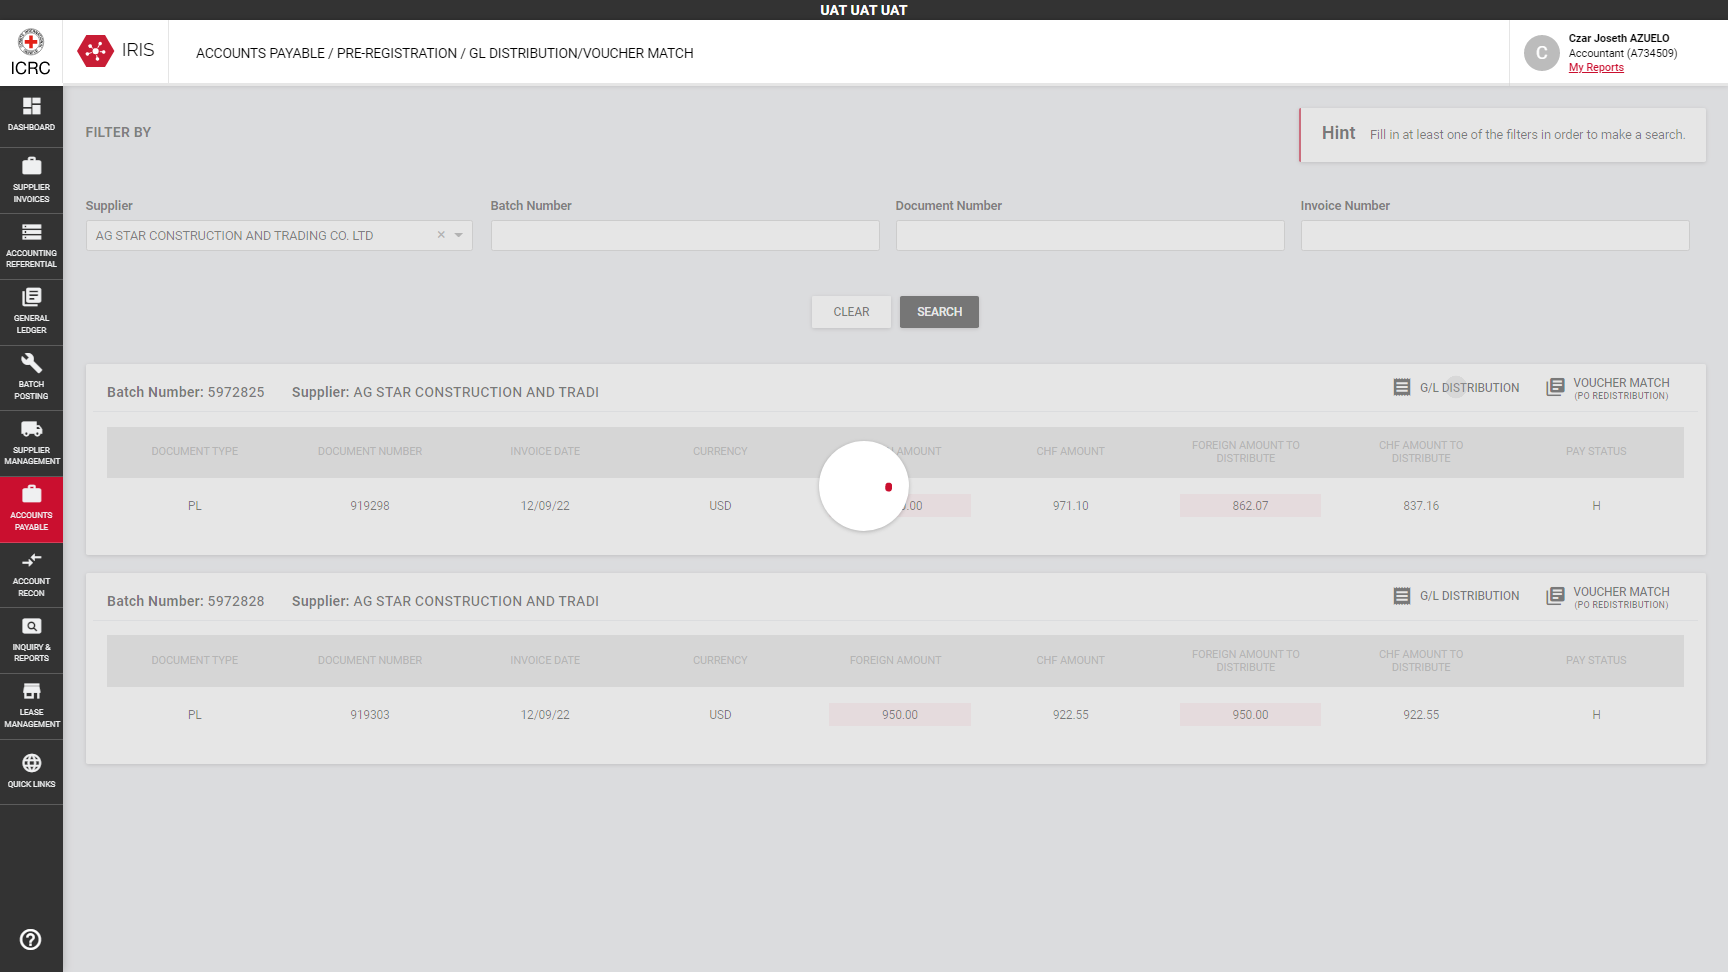 UAT UAT UAT
ICRC
IRIS
ACCOUNTS PAYABLE / PRE-REGISTRATION / GL DISTRIBUTION/VOUCHER MATCH
C
Czar Joseth AZUELO
Accountant (A734509)
My Reports
DASHBOARD
SUPPLIER
INVOICES
ACCOUNTING
REFERENTIAL
GENERAL
LEDGER
BATCH
POSTING
SUPPLIER
MANAGEMENT
ACCOUNTS
PAYABLE
ACCOUNT
RECON
INQUIRY &
REPORTS
LEASE
MANAGEMENT
QUICK LINKS
FILTER BY
Hint Fill in at least one of the filters in order to make a search.
Supplier Batch Number Document Number Invoice Number
AG STAR CONSTRUCTION AND TRADING CO. LTD
CLEAR SEARCH
Batch Number: 5972825 Supplier: AG STAR CONSTRUCTION AND TRADI G/L DISTRIBUTION VOUCHER MATCH
(PO REDISTRIBUTION)
DOCUMENT TYPE DOCUMENT NUMBER INVOICE DATE CURRENCY AMOUNT CHF AMOUNT FOREIGN AMOUNT TO DISTRIBUTE CHF AMOUNT TO DISTRIBUTE PAY STATUS
PL 919298 12/09/22 USD .00 971.10 862.07 837.16 H
Batch Number: 5972828 Supplier: AG STAR CONSTRUCTION AND TRADI G/L DISTRIBUTION VOUCHER MATCH
(PO REDISTRIBUTION)
DOCUMENT TYPE DOCUMENT NUMBER INVOICE DATE CURRENCY FOREIGN AMOUNT CHF AMOUNT FOREIGN AMOUNT TO DISTRIBUTE CHF AMOUNT TO DISTRIBUTE PAY STATUS
PL 919303 12/09/22 USD 950.00 922.55 950.00 922.55 H